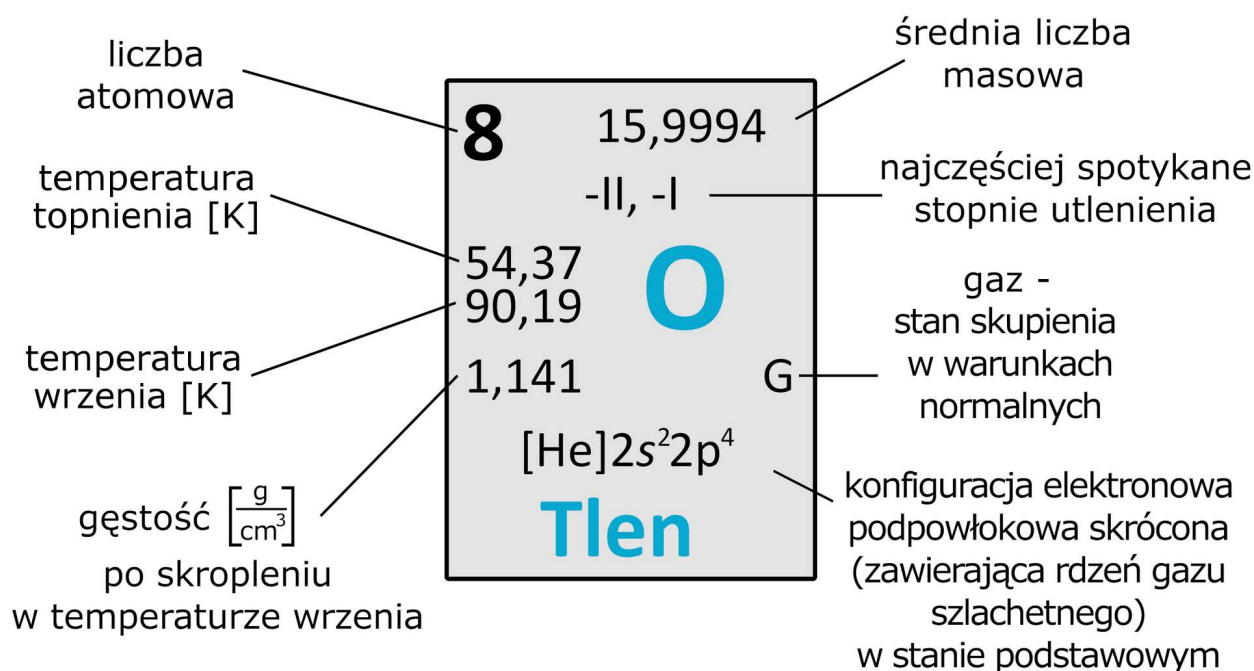 liczba
atomowa
temperatura
topnienia [K]
temperatura
wrzenia [K]
gęstość [g/cm³]
po skropleniu
w temperaturze wrzenia
8
15,9994
-II, -I
54,37
90,19
O
1,141
G
[He]2s²2p⁴
Tlen
średnia liczba
masowa
najczęściej spotykane
stopnie utlenienia
gaz -
stan skupienia
w warunkach
normalnych
konfiguracja elektronowa
podpowłokowa skrócona
(zawierająca rdzeń gazu
szlachetnego)
w stanie podstawowym